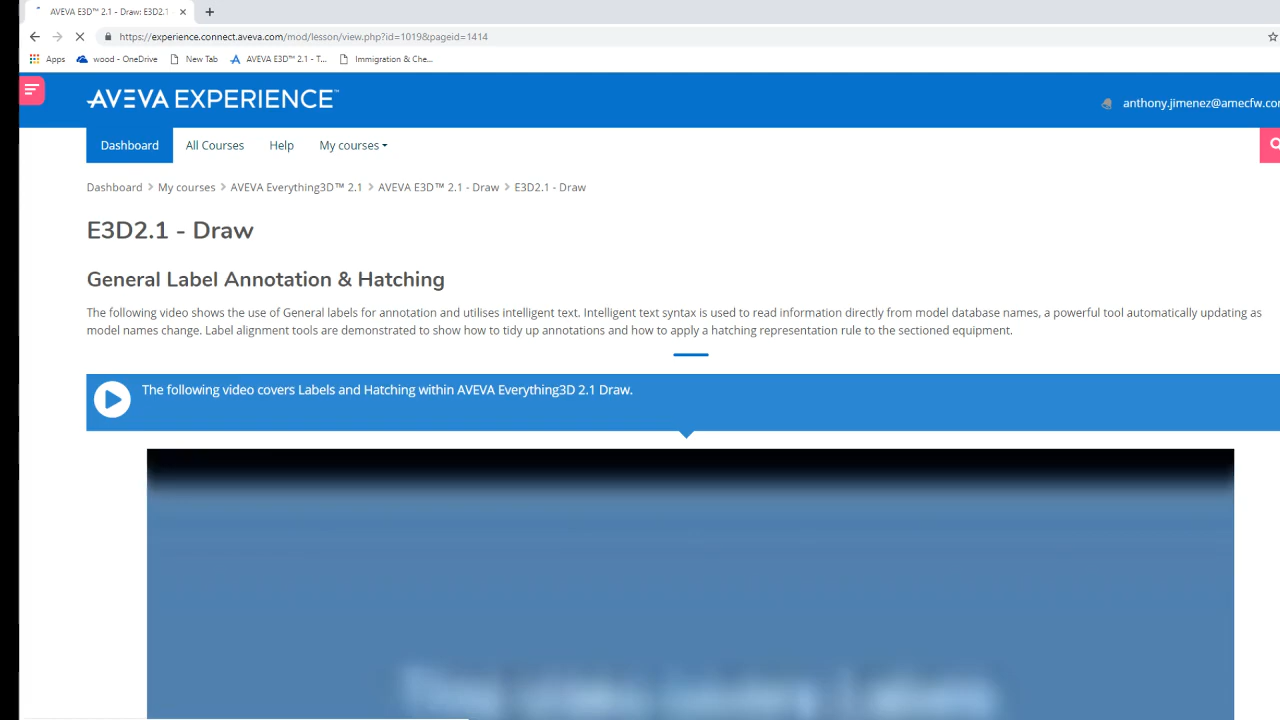 AVEVA E3D™ 2.1 - Draw: E3D2.1
https://experience.connect.aveva.com/mod/lesson/view.php?id=1019&pageid=1414
Apps wood - OneDrive New Tab AVEVA E3D™ 2.1 - T... Immigration & Che...
AVEVA EXPERIENCE™
anthony.jimenez@amecfw.co
Dashboard All Courses Help My courses
Dashboard > My courses > AVEVA Everything3D™ 2.1 > AVEVA E3D™ 2.1 - Draw > E3D2.1 - Draw
E3D2.1 - Draw
General Label Annotation & Hatching
The following video shows the use of General labels for annotation and utilises intelligent text. Intelligent text syntax is used to read information directly from model database names, a powerful tool automatically updating as
model names change. Label alignment tools are demonstrated to show how to tidy up annotations and how to apply a hatching representation rule to the sectioned equipment.
The following video covers Labels and Hatching within AVEVA Everything3D 2.1 Draw.